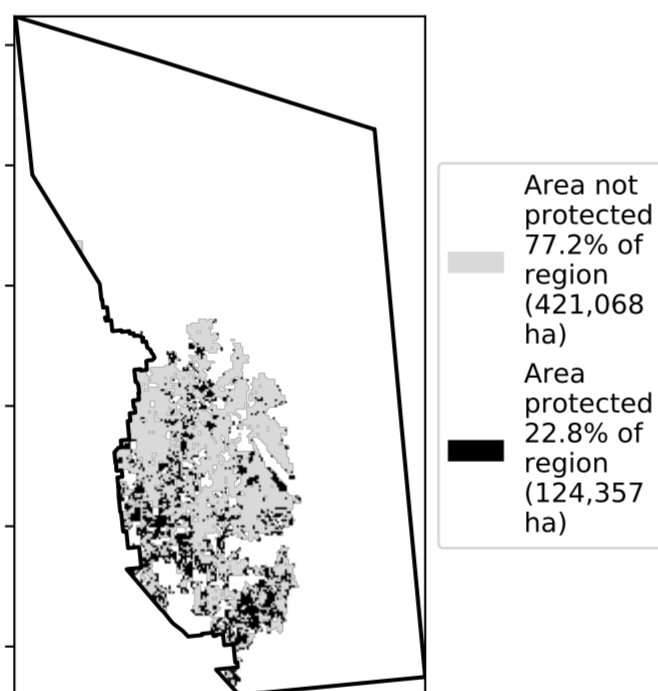 Area not
protected
77.2% of
region
(421,068
ha)
Area
protected
22.8% of
region
(124,357
ha)